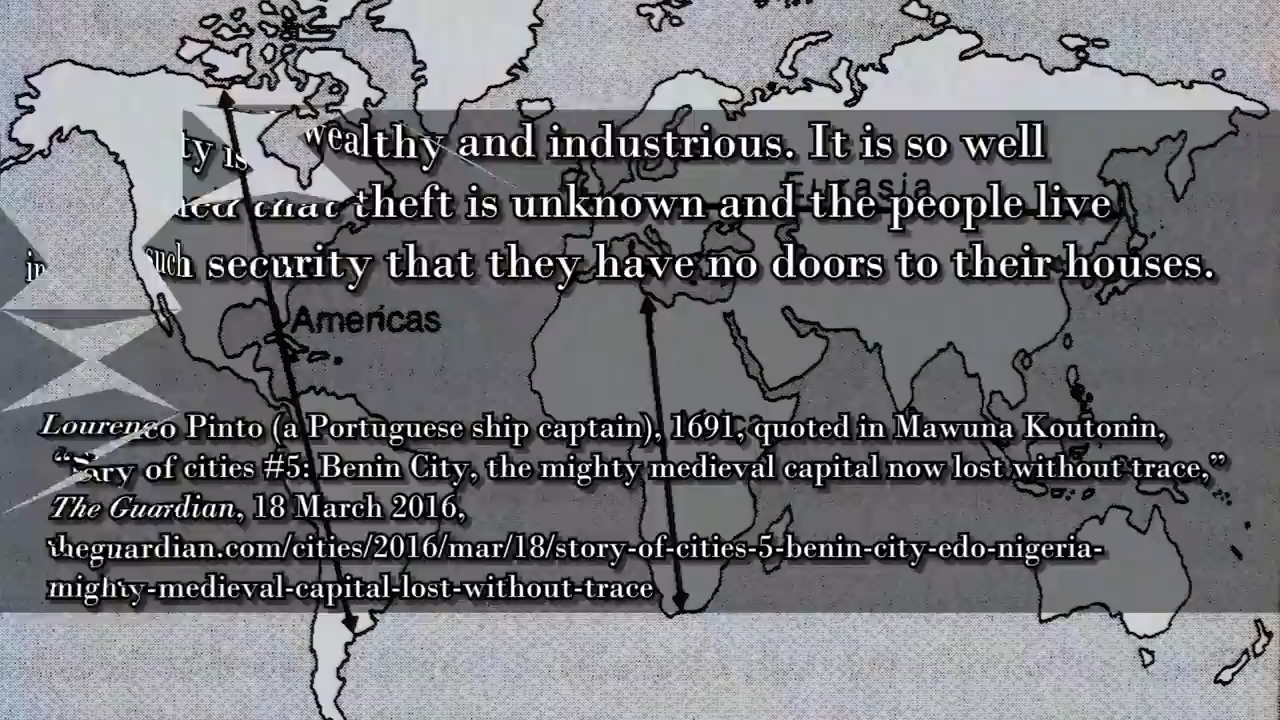 wealthy and industrious. It is so well
that theft is unknown and the people live
such security that they have no doors to their houses.
Eurasia
Americas
Lourenco Pinto (a Portuguese ship captain), 1691, quoted in Mawuna Koutonin,
of cities #5: Benin City, the mighty medieval capital now lost without trace,”
The Guardian, 18 March 2016,
theguardian.com/cities/2016/mar/18/story-of-cities-5-benin-city-edo-nigeria-
mighty-medieval-capital-lost-without-trace